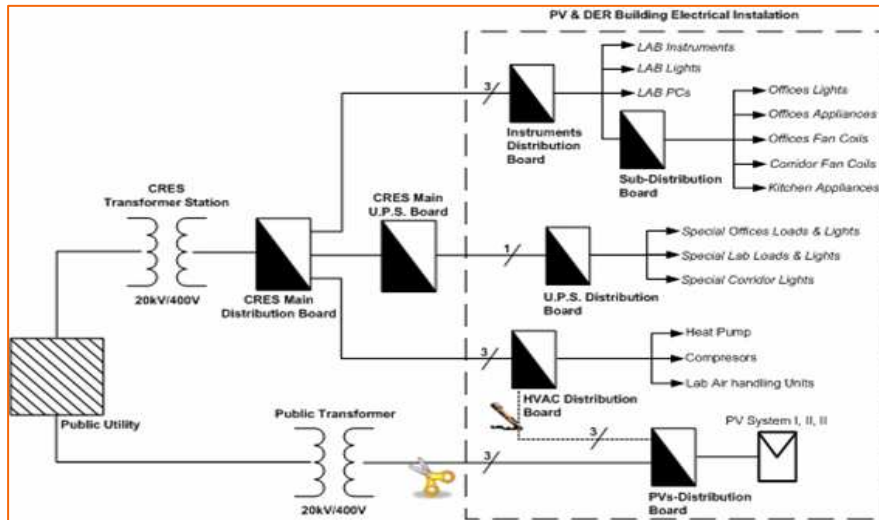 PV & DER Building Electrical Instalation
LAB Instruments
LAB Lights
LAB PCs
3
Instruments
Distribution
Board
Offices Lights
Offices Appliances
Offices Fan Coils
Corridor Fan Coils
Kitchen Appliances
Sub-Distribution
Board
CRES
Transformer Station
20kV/400V
CRES Main
Distribution Board
CRES Main
U.P.S. Board
1
U.P.S. Distribution
Board
Special Offices Loads & Lights
Special Lab Loads & Lights
Special Corridor Lights
3
HVAC Distribution
Board
Heat Pump
Compresors
Lab Air handling Units
Public Utility
Public Transformer
20kV/400V
3
3
PVs-Distribution
Board
PV System I, II, II